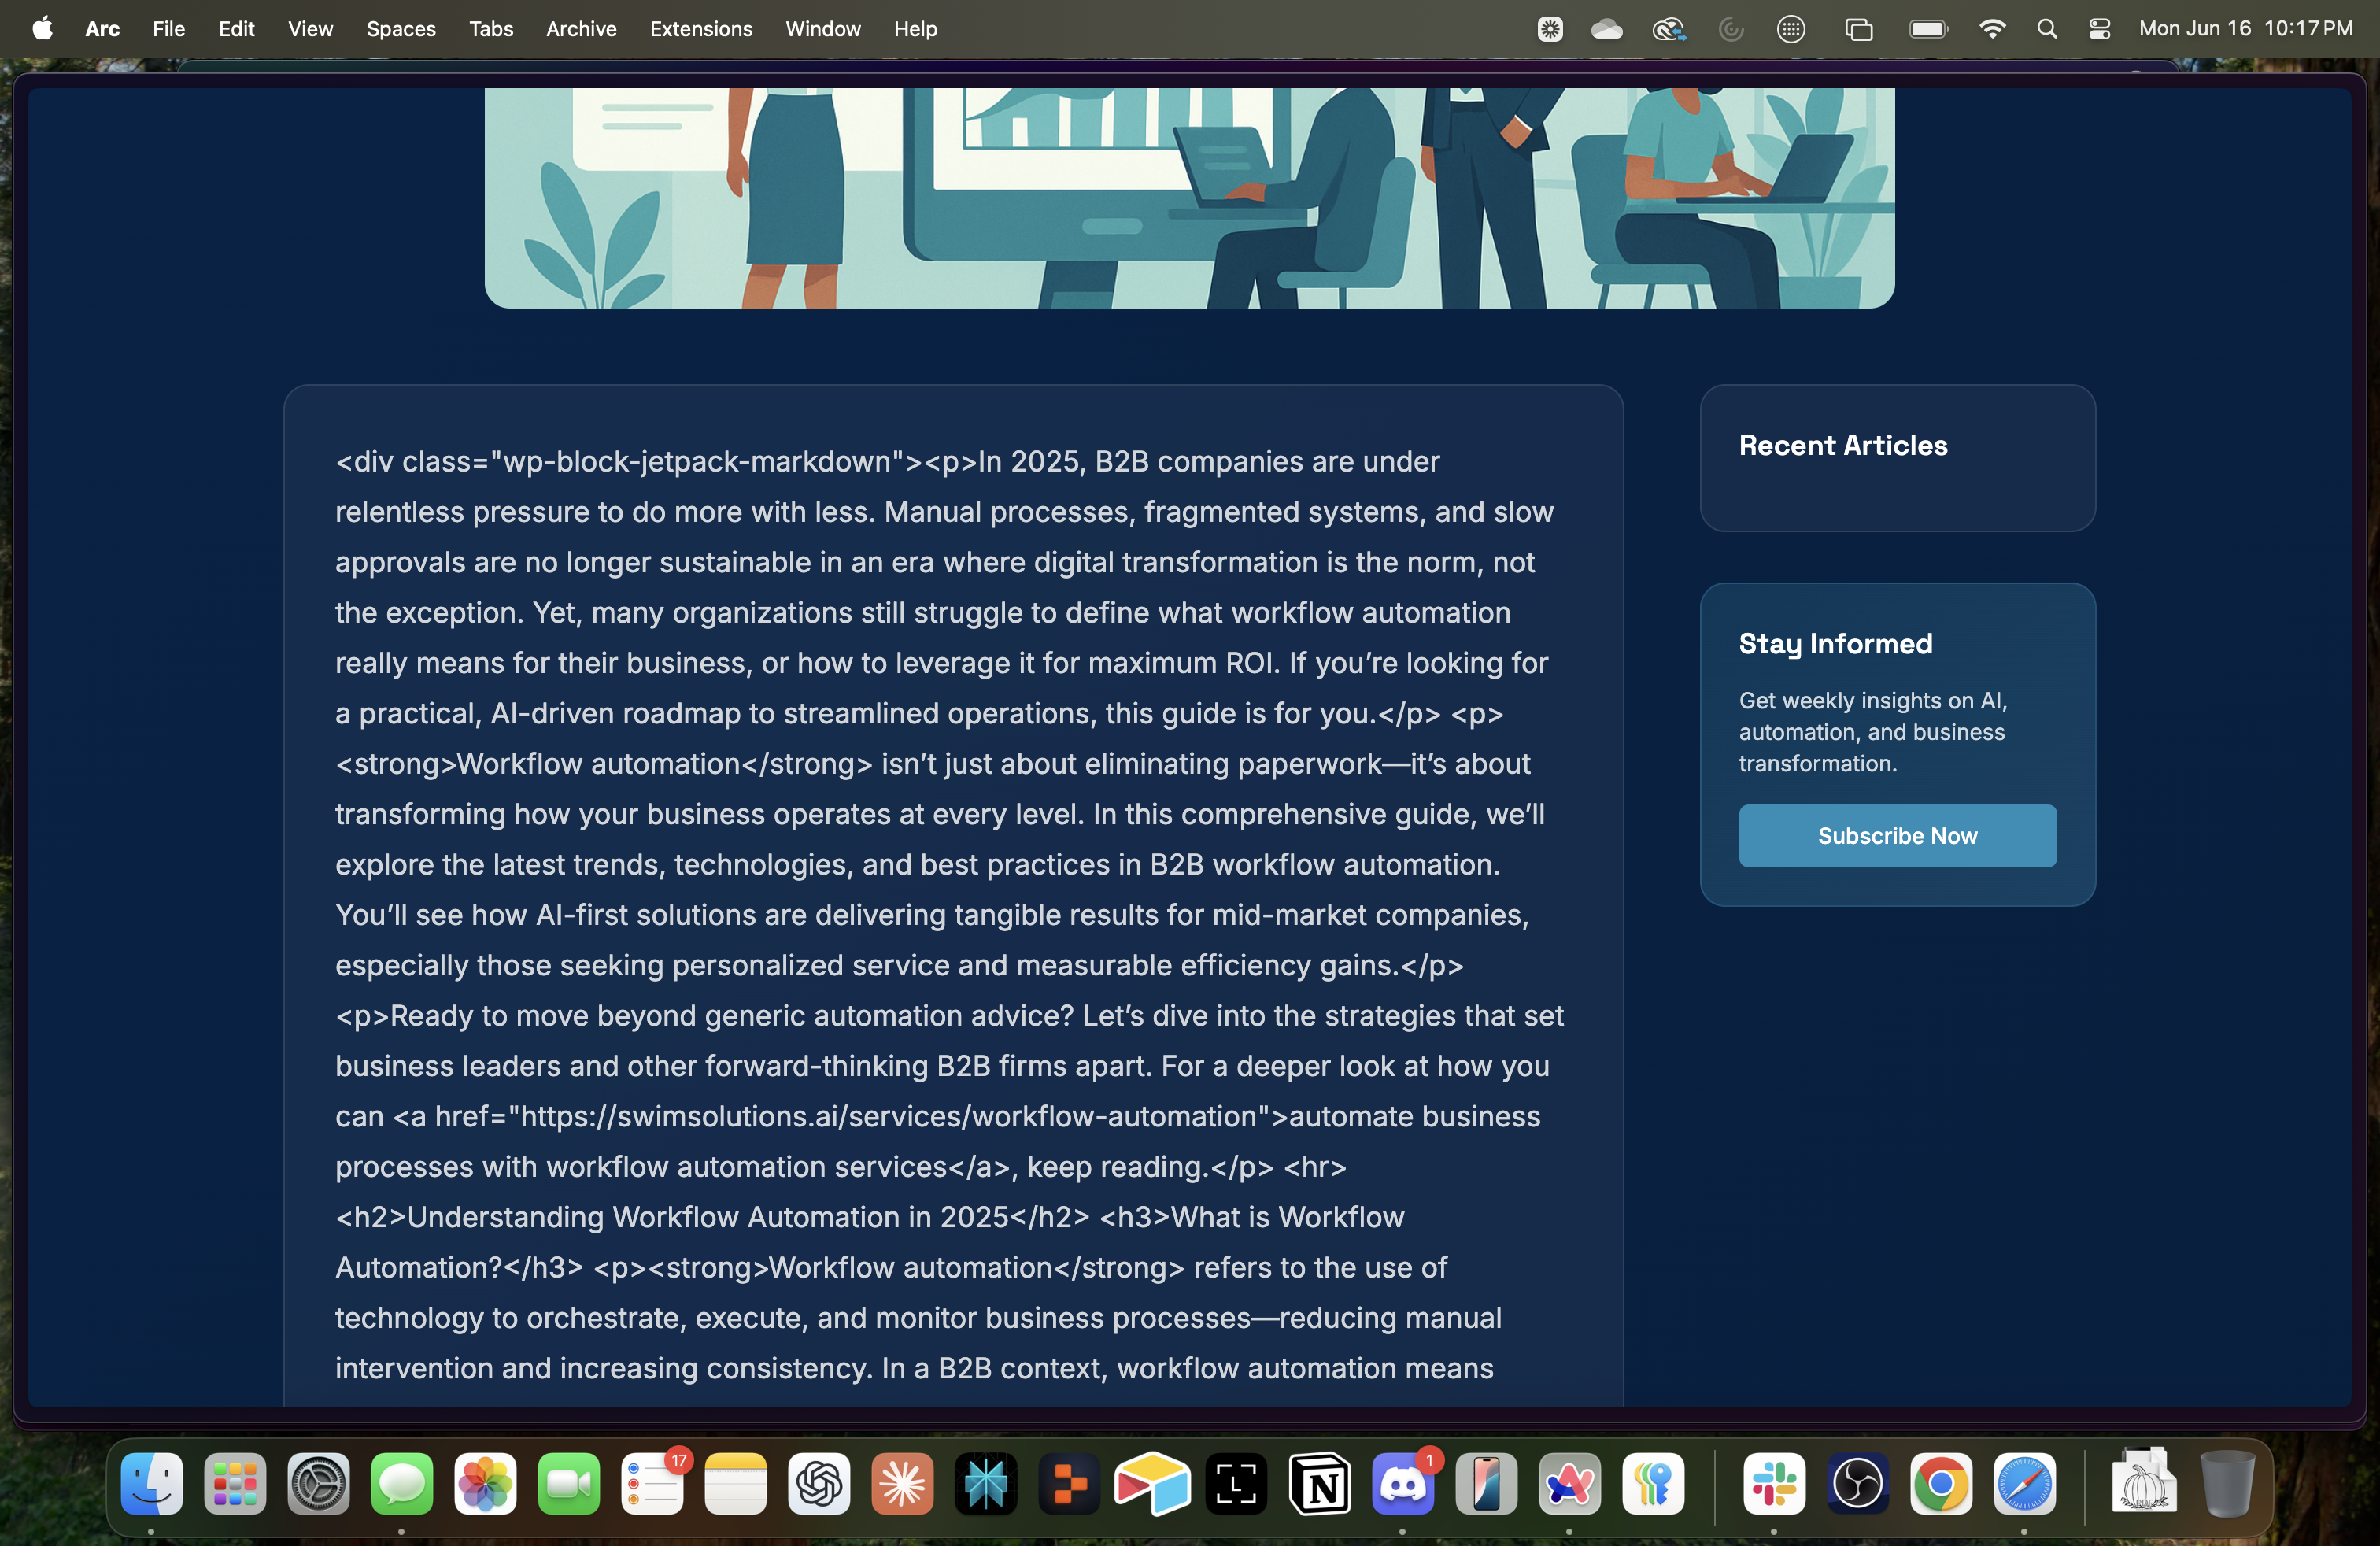 Arc File Edit View Spaces Tabs Archive Extensions Window Help Mon Jun 16 10:17 PM
<div class="wp-block-jetpack-markdown"><p>In 2025, B2B companies are under
relentless pressure to do more with less. Manual processes, fragmented systems, and slow
approvals are no longer sustainable in an era where digital transformation is the norm, not
the exception. Yet, many organizations still struggle to define what workflow automation
really means for their business, or how to leverage it for maximum ROI. If you’re looking for
a practical, AI-driven roadmap to streamlined operations, this guide is for you.</p> <p>
<strong>Workflow automation</strong> isn’t just about eliminating paperwork—it’s about
transforming how your business operates at every level. In this comprehensive guide, we’ll
explore the latest trends, technologies, and best practices in B2B workflow automation.
You’ll see how AI-first solutions are delivering tangible results for mid-market companies,
especially those seeking personalized service and measurable efficiency gains.</p>
<p>Ready to move beyond generic automation advice? Let’s dive into the strategies that set
business leaders and other forward-thinking B2B firms apart. For a deeper look at how you
can <a href="https://swimsolutions.ai/services/workflow-automation">automate business
processes with workflow automation services</a>, keep reading.</p> <hr>
<h2>Understanding Workflow Automation in 2025</h2> <h3>What is Workflow
Automation?</h3> <p><strong>Workflow automation</strong> refers to the use of
technology to orchestrate, execute, and monitor business processes—reducing manual
intervention and increasing consistency. In a B2B context, workflow automation means
Recent Articles
Stay Informed
Get weekly insights on AI,
automation, and business
transformation.
Subscribe Now
17
L
N
1